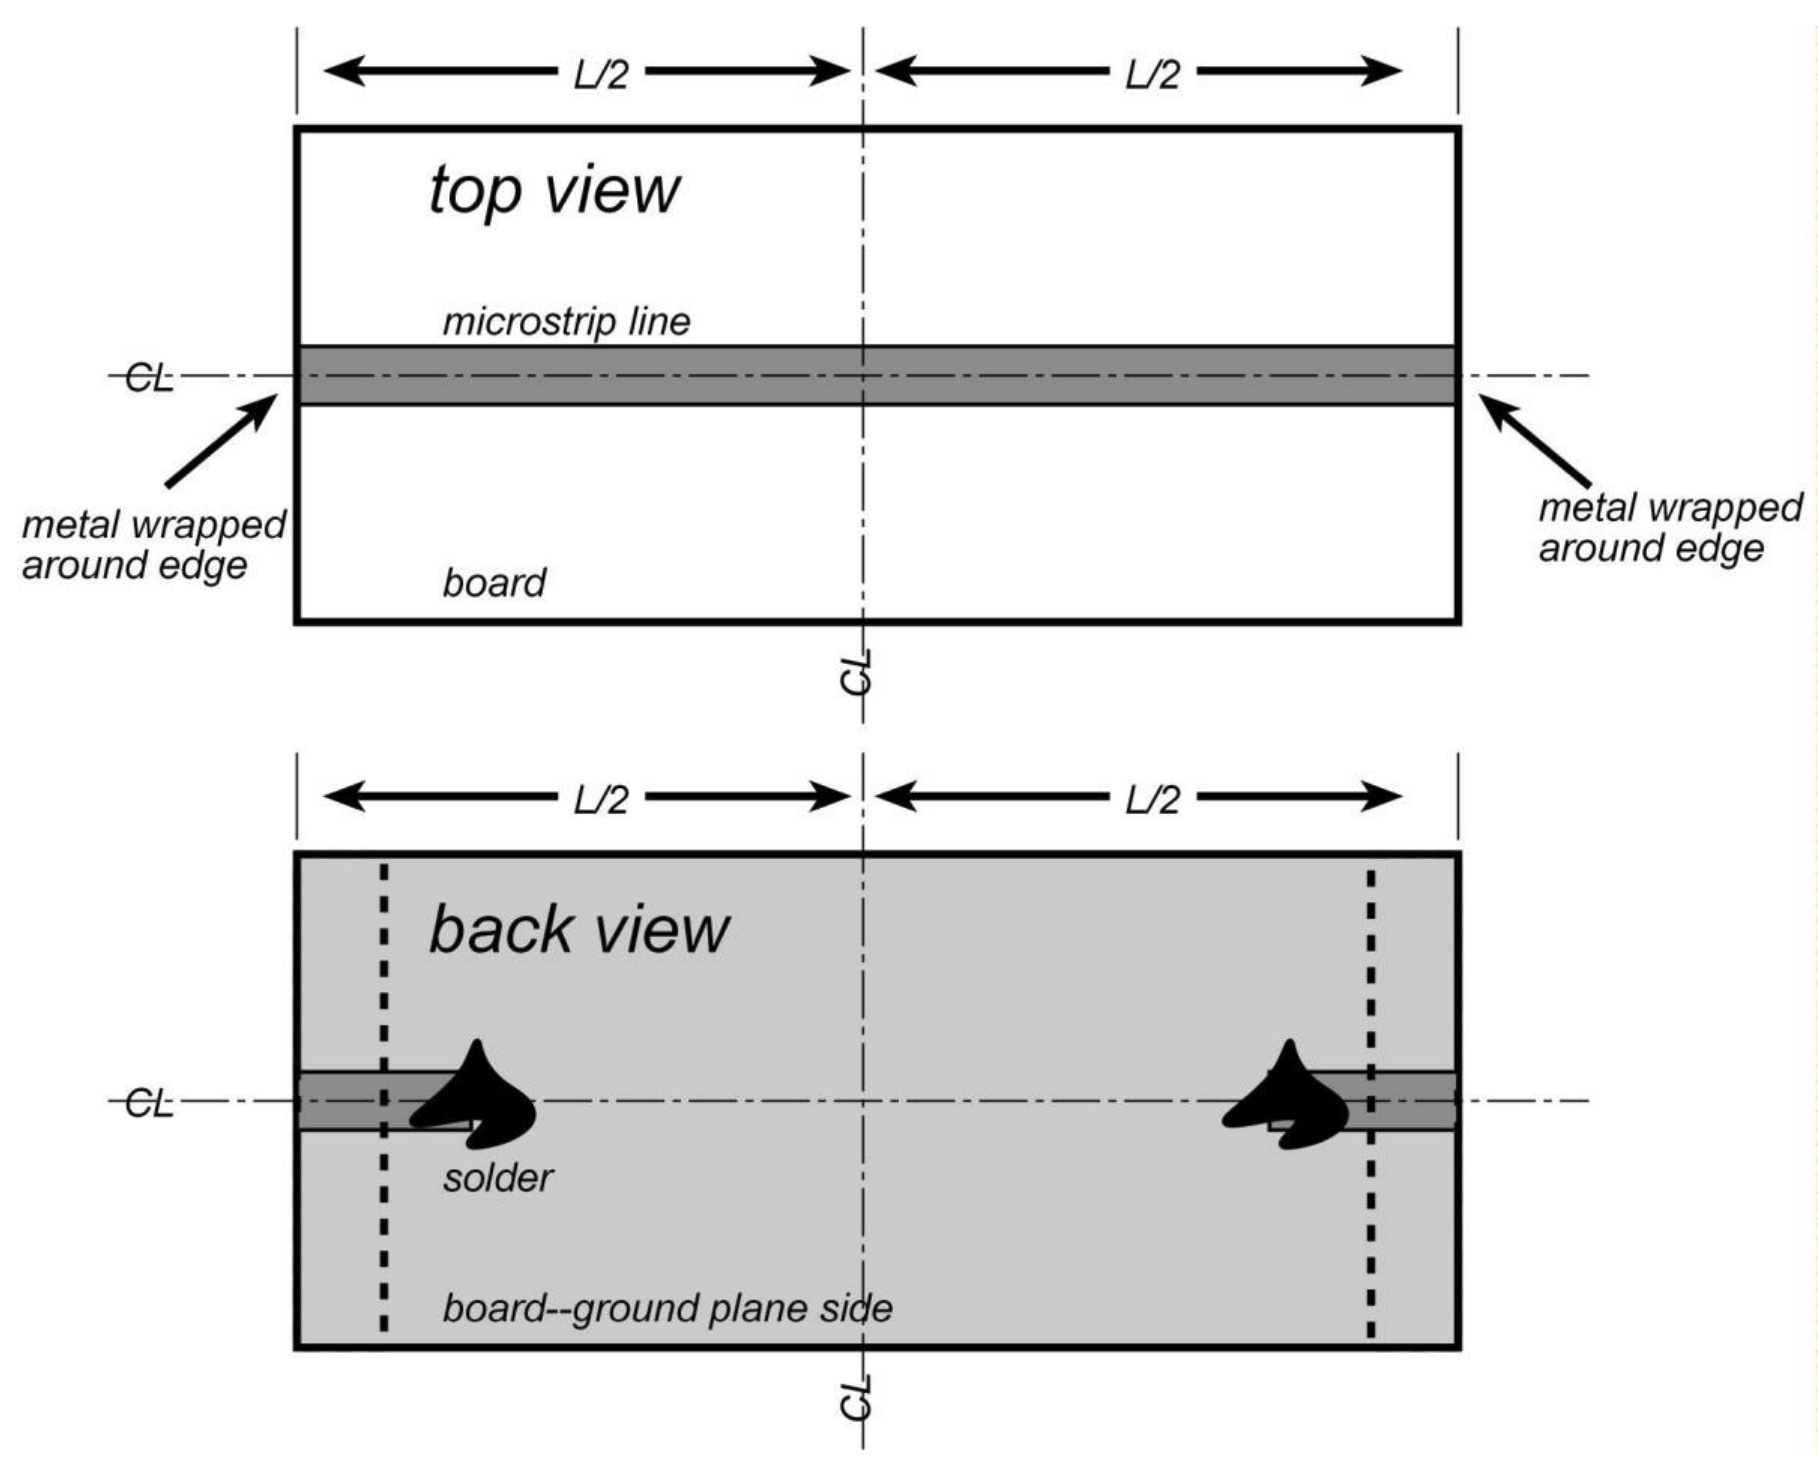 L/2
L/2
top view
microstrip line
CL
metal wrapped
around edge
metal wrapped
around edge
board
CL
L/2
L/2
back view
CL
solder
board--ground plane side
CL